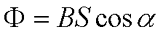 Φ = BS cos α